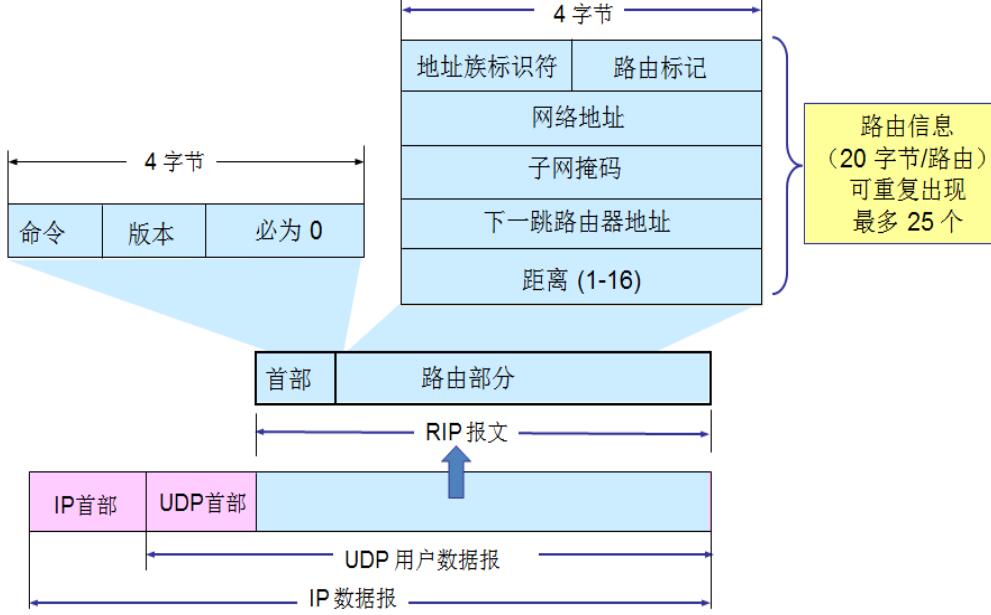 4 字节
地址族标识符 路由标记
网络地址
子网掩码
下一跳路由器地址
距离 (1-16)
路由信息
（20 字节/路由）
可重复出现
最多 25 个
4 字节
命令 版本 必为 0
首部 路由部分
RIP 报文
IP首部 UDP首部
UDP 用户数据报
IP 数据报